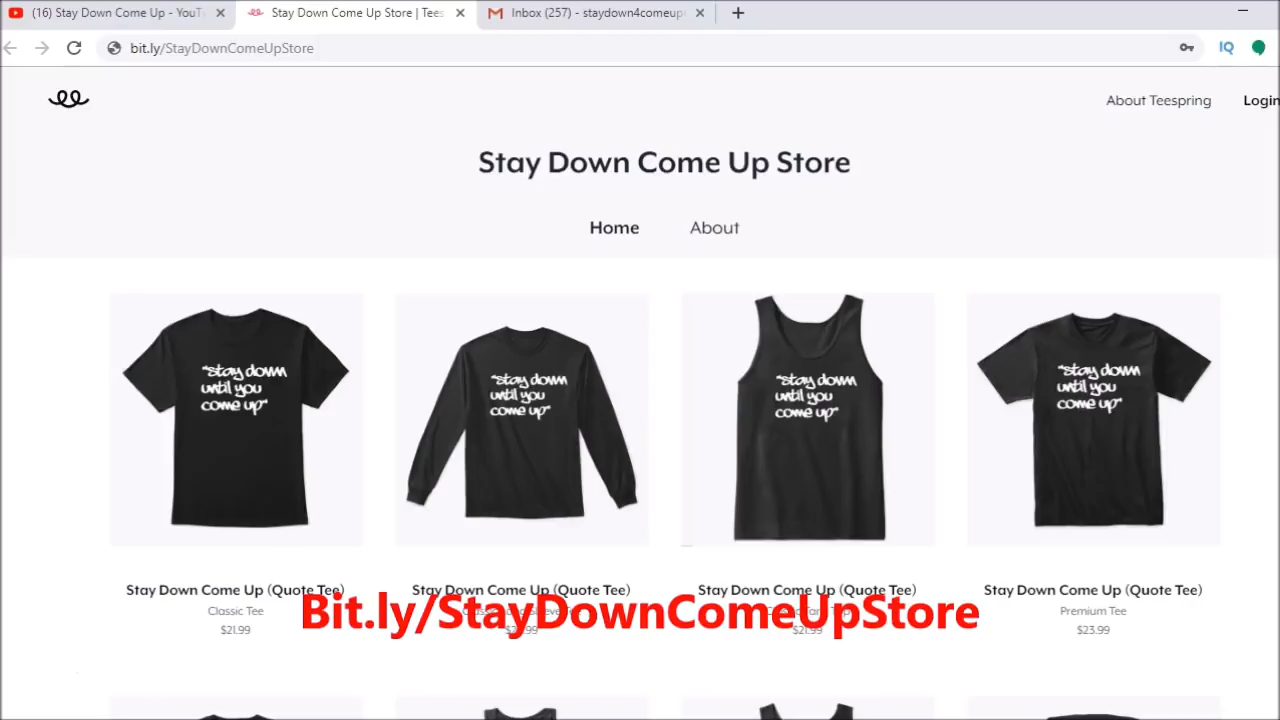 (16) Stay Down Come Up - YouT
Stay Down Come Up Store | Tees
Inbox (257) - staydown4comeup
bit.ly/StayDownComeUpStore
IQ
About Teespring
Login
Stay Down Come Up Store
Home
About
"stay down
until you
come up"
"stay down
until you
come up"
"stay down
until you
come up"
"stay down
until you
come up"
Stay Down Come Up (Quote Tee)
Stay Down Come Up (Quote Tee)
Stay Down Come Up (Quote Tee)
Stay Down Come Up (Quote Tee)
Classic Tee
Premium Tee
Bit.ly/StayDownComeUpStore
$21.99
$21.99
$23.99